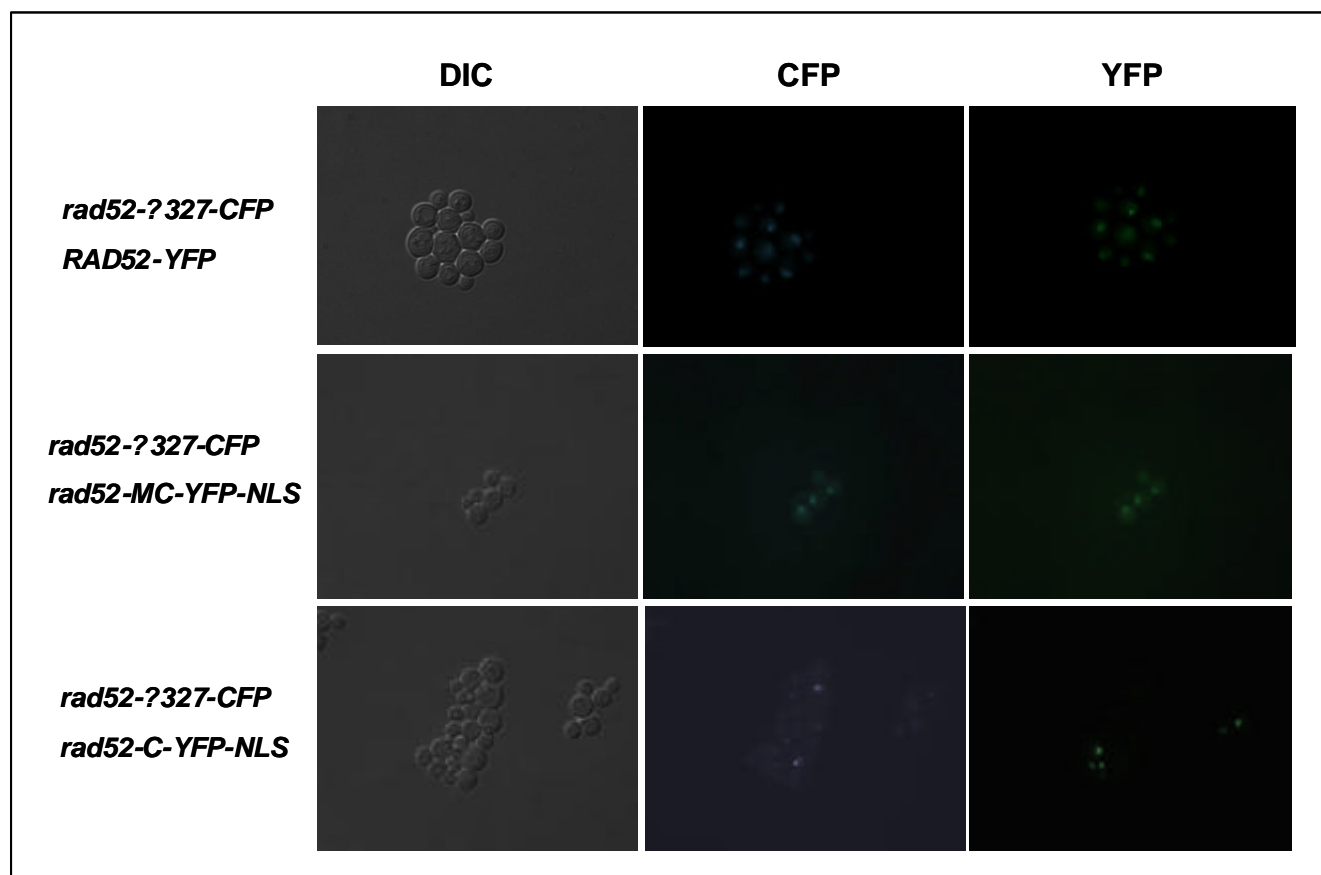 DIC CFP YFP
rad52-?327-CFP
RAD52-YFP
rad52-?327-CFP
rad52-MC-YFP-NLS
rad52-?327-CFP
rad52-C-YFP-NLS